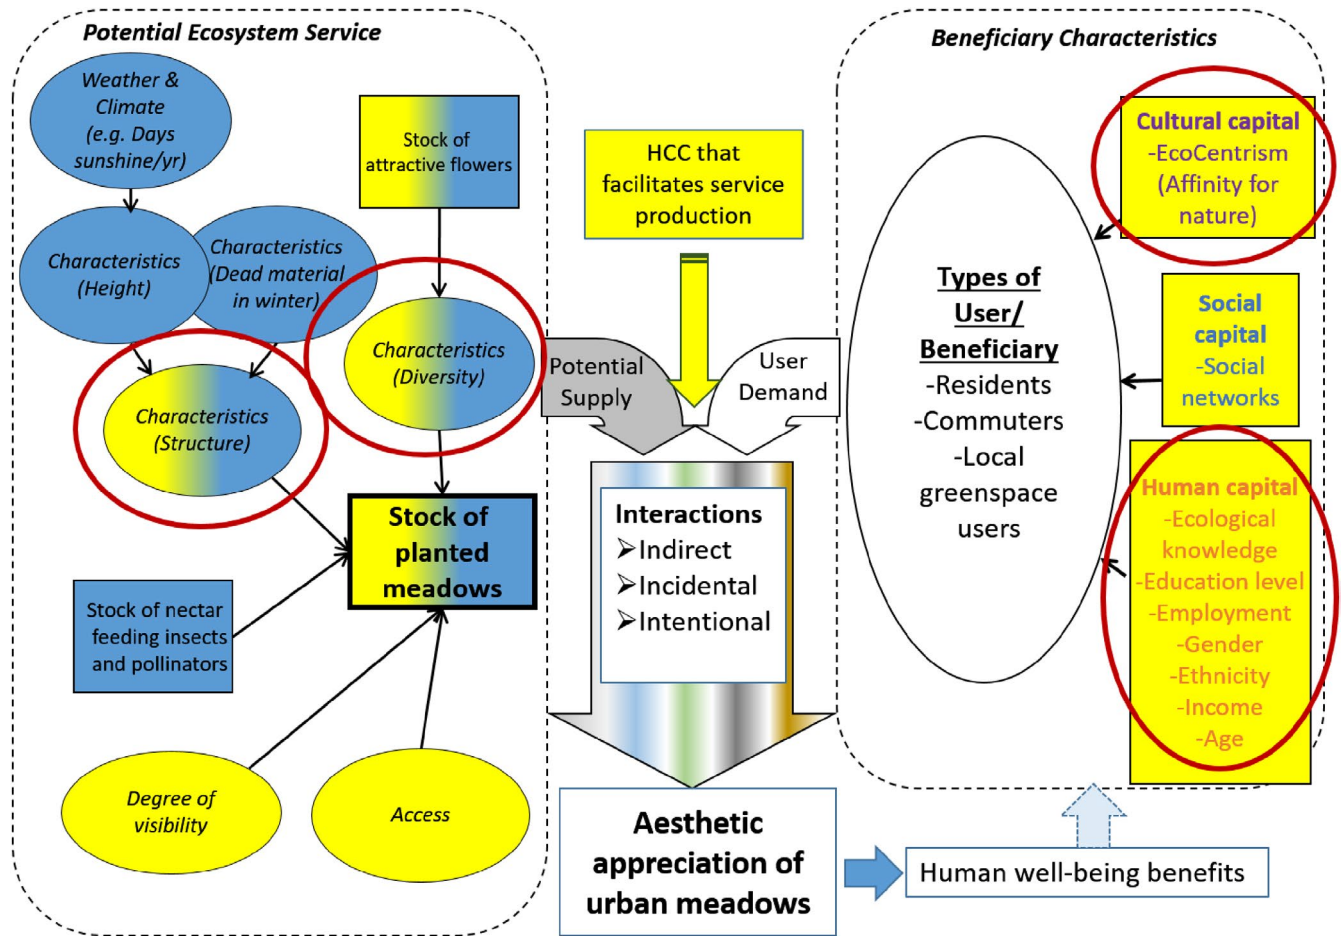 Potential Ecosystem Service
Weather &
Climate
(e.g. Days
sunshine/yr)
Stock of
attractive flowers
Characteristics
(Height)
Characteristics
(Dead material
in winter)
Characteristics
(Diversity)
Characteristics
(Structure)
Stock of
planted
meadows
Stock of nectar
feeding insects
and pollinators
Degree of
visibility
Access
HCC that
facilitates service
production
Potential
Supply
User
Demand
Interactions
➢Indirect
➢Incidental
➢Intentional
Aesthetic
appreciation of
urban meadows
Human well-being benefits
Beneficiary Characteristics
Types of
User/
Beneficiary
-Residents
-Commuters
-Local
greenspace
users
Cultural capital
-EcoCentrism
(Affinity for
nature)
Social
capital
-Social
networks
Human capital
-Ecological
knowledge
-Education level
-Employment
-Gender
-Ethnicity
-Income
-Age